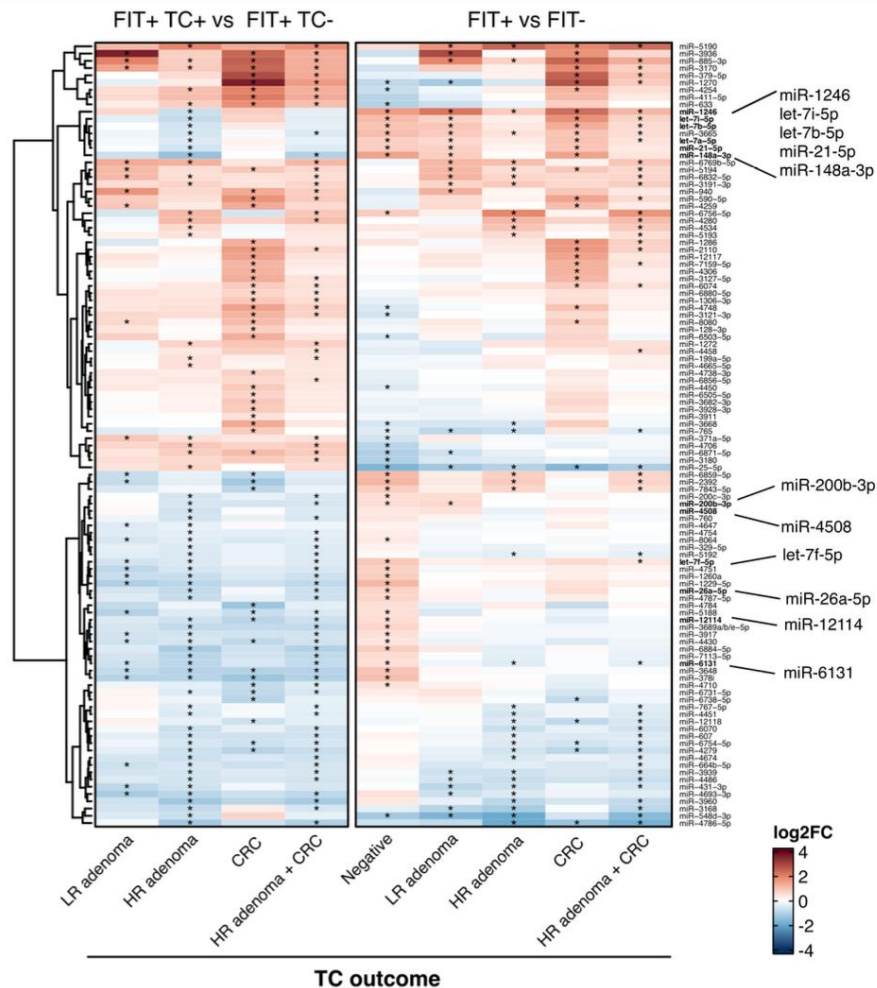 FIT+ TC+ vs FIT+ TC-
FIT+ vs FIT-
miR-5190
miR-3936
miR-885-3p
miR-3170
miR-379-5p
miR-1270
miR-4254
miR-411-5p
miR-633
miR-1246
let-7i-5p
let-7b-5p
miR-3665
let-7a-5p
miR-21-5p
miR-148a-3p
miR-6769b-5p
miR-5194
miR-6832-5p
miR-3191-3p
miR-940
miR-590-5p
miR-4259
miR-6756-5p
miR-4280
miR-4534
miR-5193
miR-1286
miR-2110
miR-12117
miR-7159-5p
miR-4306
miR-3127-5p
miR-6074
miR-6880-5p
miR-1306-3p
miR-4748
miR-3121-3p
miR-8080
miR-128-3p
miR-6503-5p
miR-1272
miR-4458
miR-199a-5p
miR-4665-5p
miR-4738-3p
miR-6856-5p
miR-4450
miR-6505-5p
miR-3682-3p
miR-3928-3p
miR-3911
miR-3668
miR-765
miR-371a-5p
miR-4706
miR-6871-5p
miR-3180
miR-25-5p
miR-6859-5p
miR-2392
miR-7843-5p
miR-200c-3p
miR-200b-3p
miR-4508
miR-760
miR-4647
miR-4754
miR-8064
miR-329-5p
miR-5192
let-7f-5p
miR-4751
miR-1260a
miR-1229-5p
miR-26a-5p
miR-4787-5p
miR-4784
miR-5188
miR-12114
miR-3689a/b/e-5p
miR-3917
miR-4430
miR-6884-5p
miR-7113-5p
miR-6131
miR-3648
miR-378i
miR-4710
miR-6731-5p
miR-6738-5p
miR-767-5p
miR-4451
miR-12118
miR-6070
miR-607
miR-6754-5p
miR-4279
miR-4674
miR-664b-5p
miR-3939
miR-4486
miR-431-3p
miR-4693-3p
miR-3960
miR-3168
miR-548d-3p
miR-4786-5p
miR-1246
let-7i-5p
let-7b-5p
miR-21-5p
miR-148a-3p
miR-200b-3p
miR-4508
let-7f-5p
miR-26a-5p
miR-12114
miR-6131
log2FC
4
2
0
-2
-4
LR adenoma
HR adenoma
CRC
HR adenoma + CRC
Negative
LR adenoma
HR adenoma
CRC
HR adenoma + CRC
TC outcome